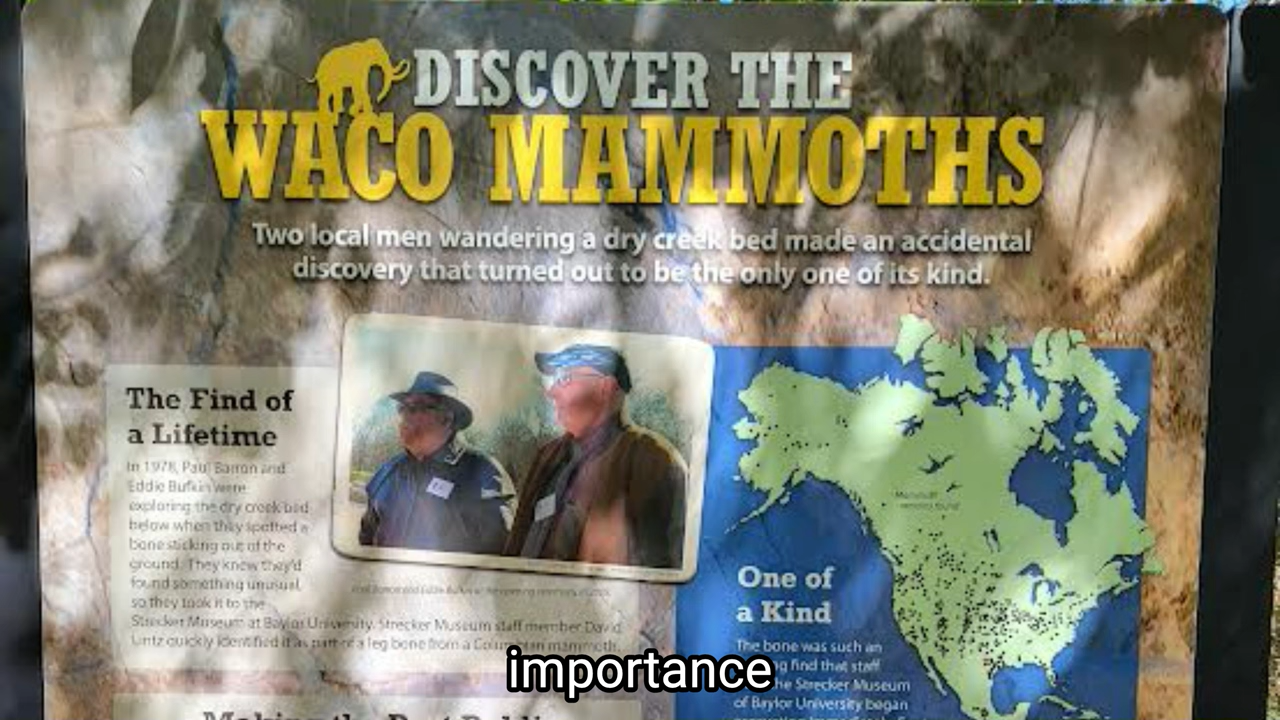 DISCOVER THE
WACO MAMMOTHS
Two local men wandering a dry creek bed made an accidental
discovery that turned out to be the only one of its kind.
The Find of
a Lifetime
In 1978, Paul Barron and
Eddie Bufkin were
exploring the dry creek bed
below when they spotted a
bone sticking out of the
ground. They knew they'd
found something unusual,
so they took it to the
Strecker Museum at Baylor University. Strecker Museum staff member David
Lintz quickly identified it as part of a leg bone from a Columbian mammoth.
Mammoth
remains found
One of
a Kind
The bone was such an
find that staff
the Strecker Museum
of Baylor University began
importance